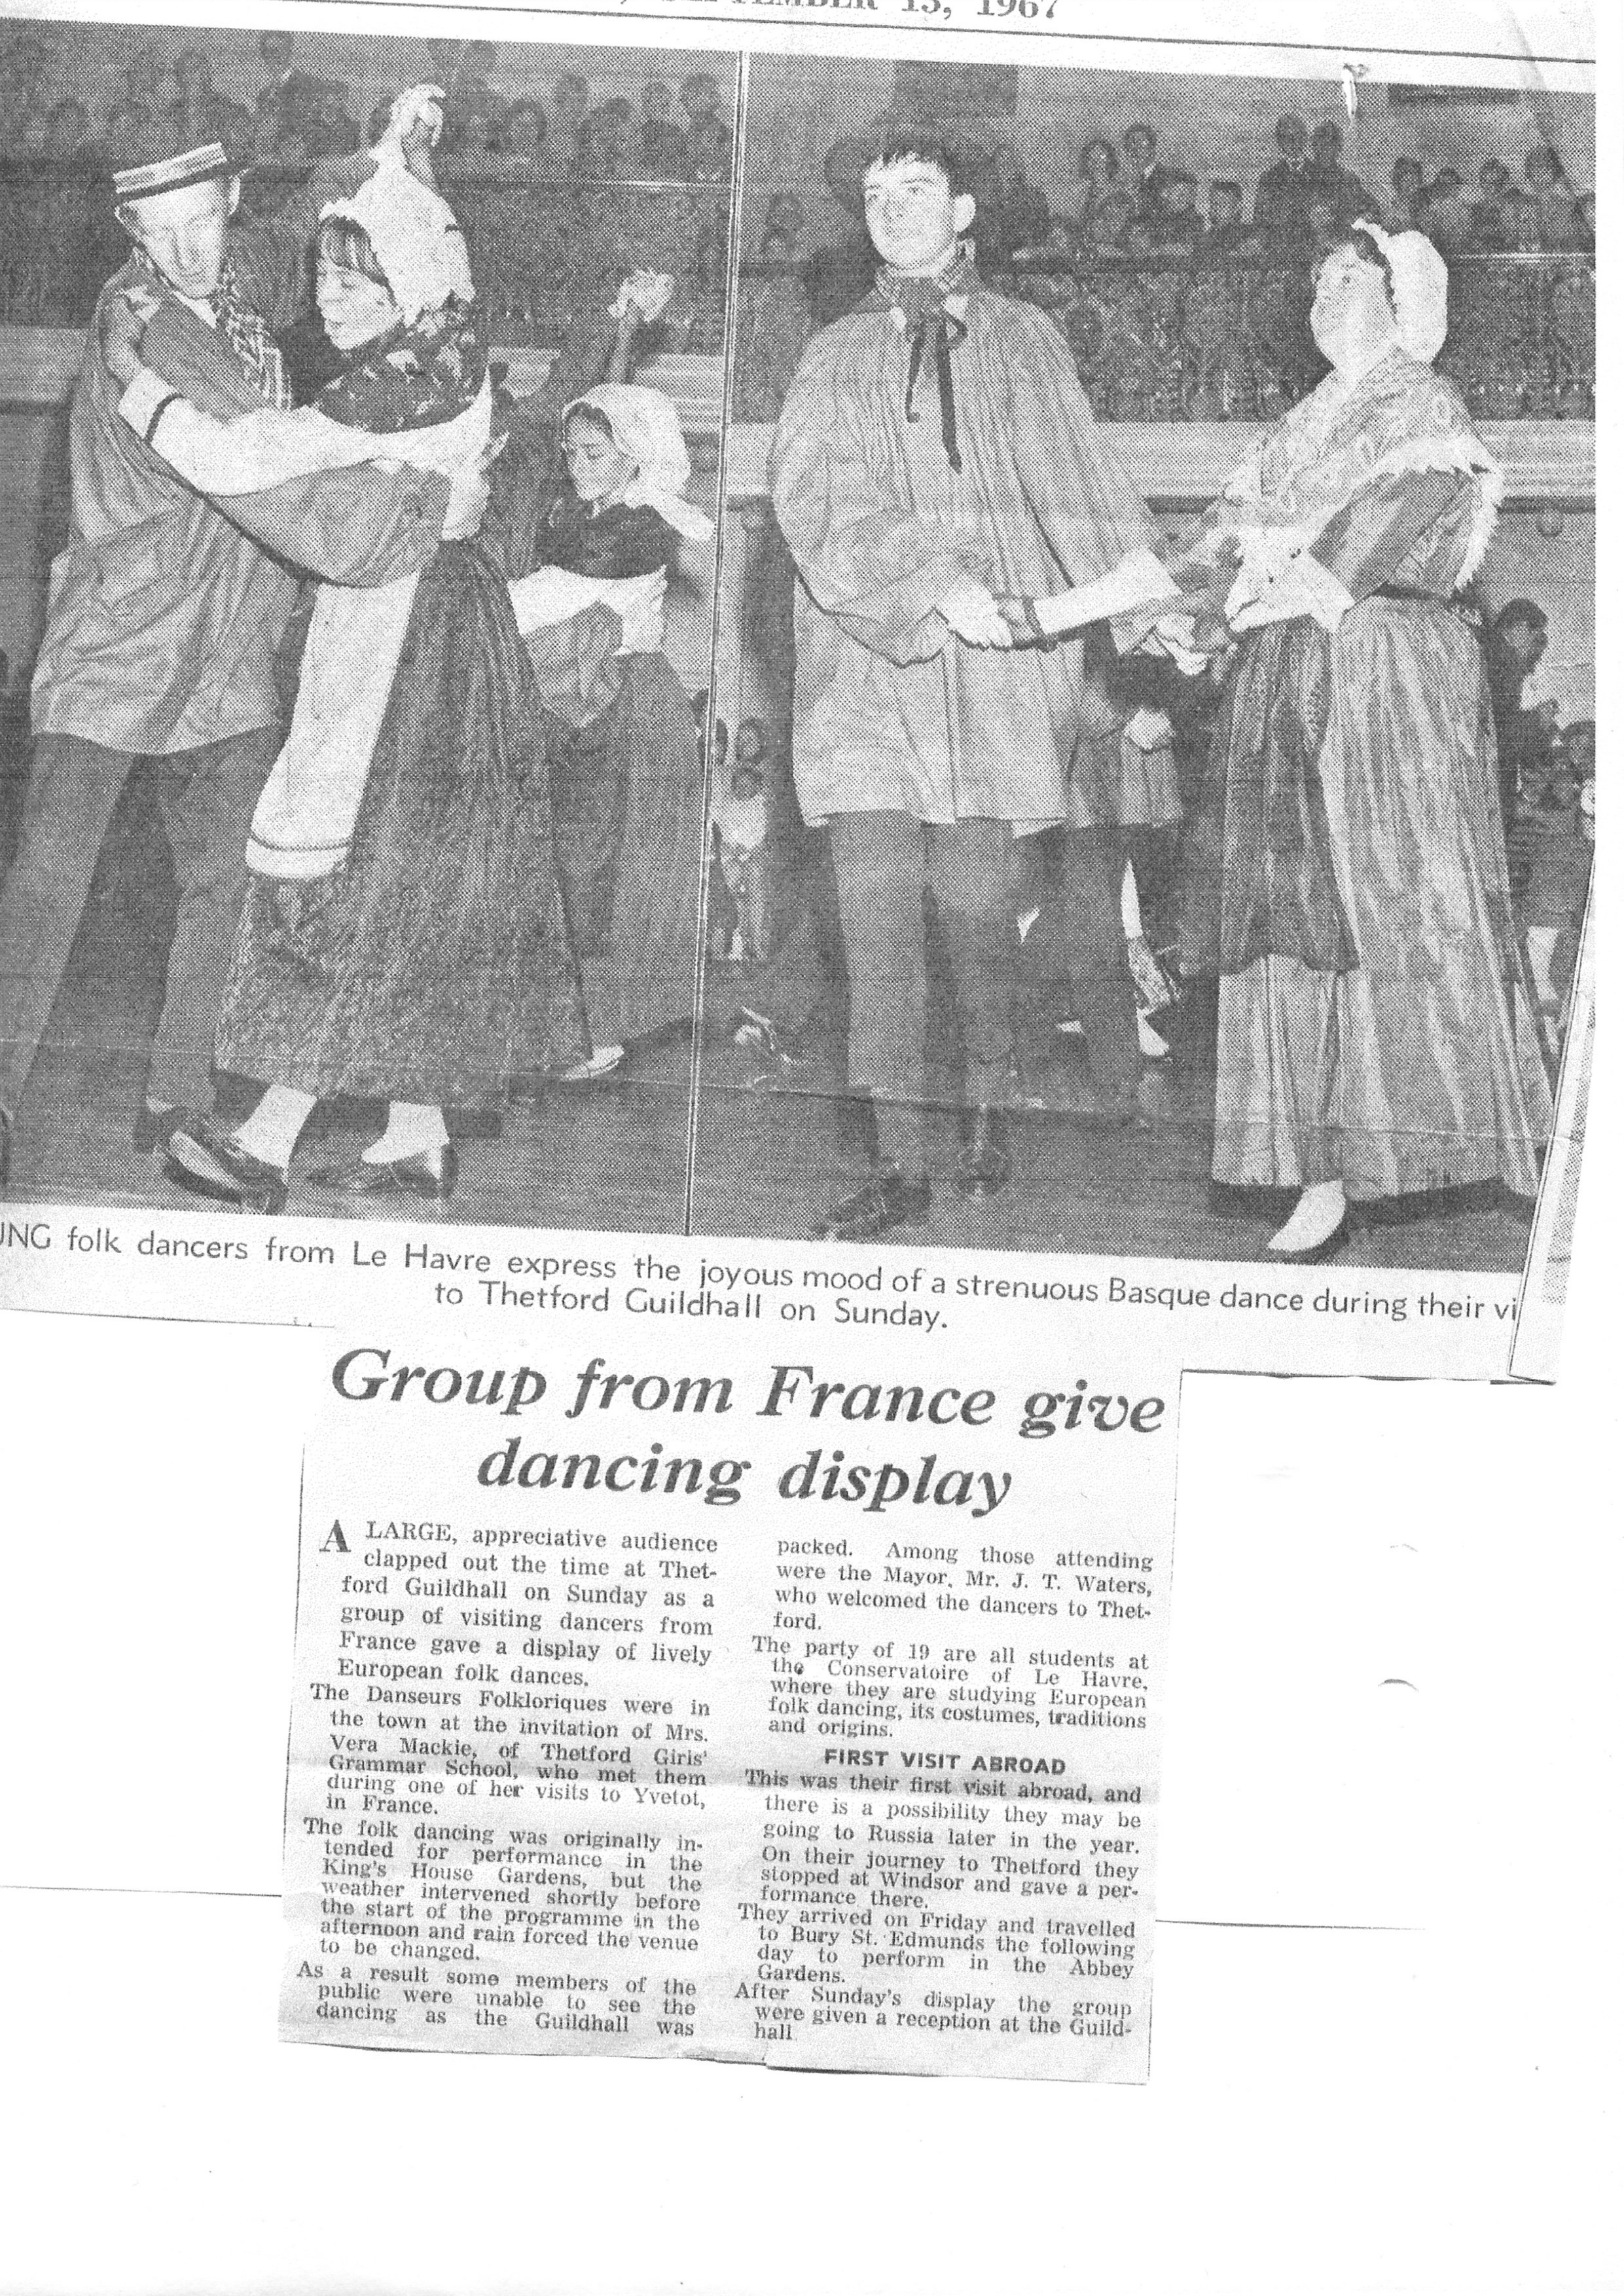 15, 1967
UNG folk dancers from Le Havre express the joyous mood of a strenuous Basque dance during their vi
to Thetford Guildhall on Sunday.
Group from France give
dancing display
A LARGE, appreciative audience
clapped out the time at Thet-
ford Guildhall on Sunday as a
group of visiting dancers from
France gave a display of lively
European folk dances.
The Danseurs Folkloriques were in
the town at the invitation of Mrs.
Vera Mackie, of Thetford Girls'
Grammar School, who met them
during one of her visits to Yvetot,
in France.
The folk dancing was originally in-
tended for performance in the
King's House Gardens, but the
weather intervened shortly before
the start of the programme in the
afternoon and rain forced the venue
to be changed.
As a result some members of the
public were unable to see the
dancing as the Guildhall was
packed. Among those attending
were the Mayor, Mr. J. T. Waters,
who welcomed the dancers to Thet-
ford.
The party of 19 are all students at
the Conservatoire of Le Havre,
where they are studying European
folk dancing, its costumes, traditions
and origins.
FIRST VISIT ABROAD
This was their first visit abroad, and
there is a possibility they may be
going to Russia later in the year.
On their journey to Thetford they
stopped at Windsor and gave a per-
formance there.
They arrived on Friday and travelled
to Bury St. Edmunds the following
day to perform in the Abbey
Gardens.
After Sunday's display the group
were given a reception at the Guild-
hall